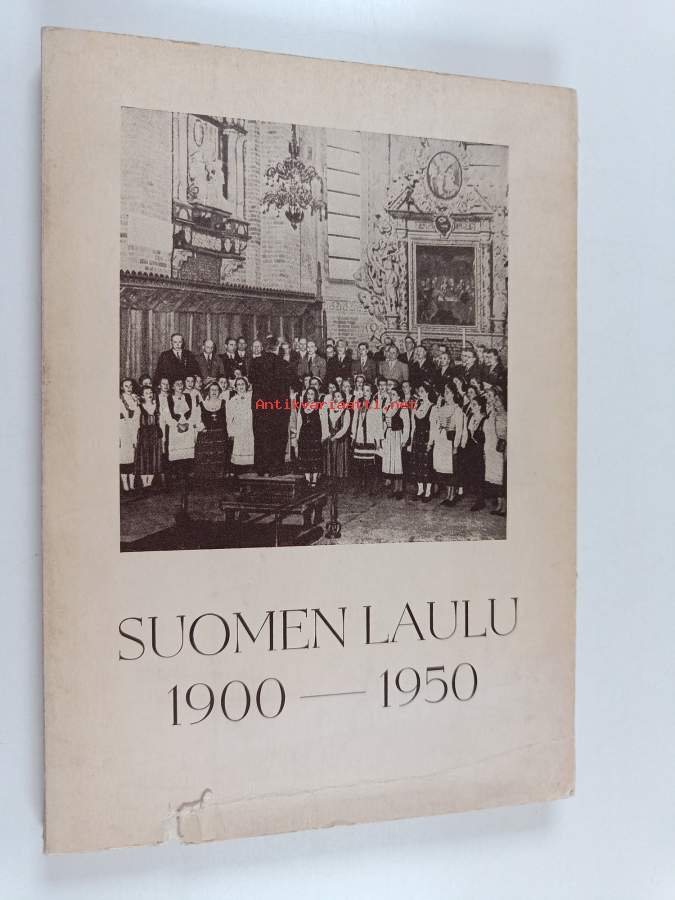 Antikvariaatti.net
SUOMEN LAULU
1900 — 1950